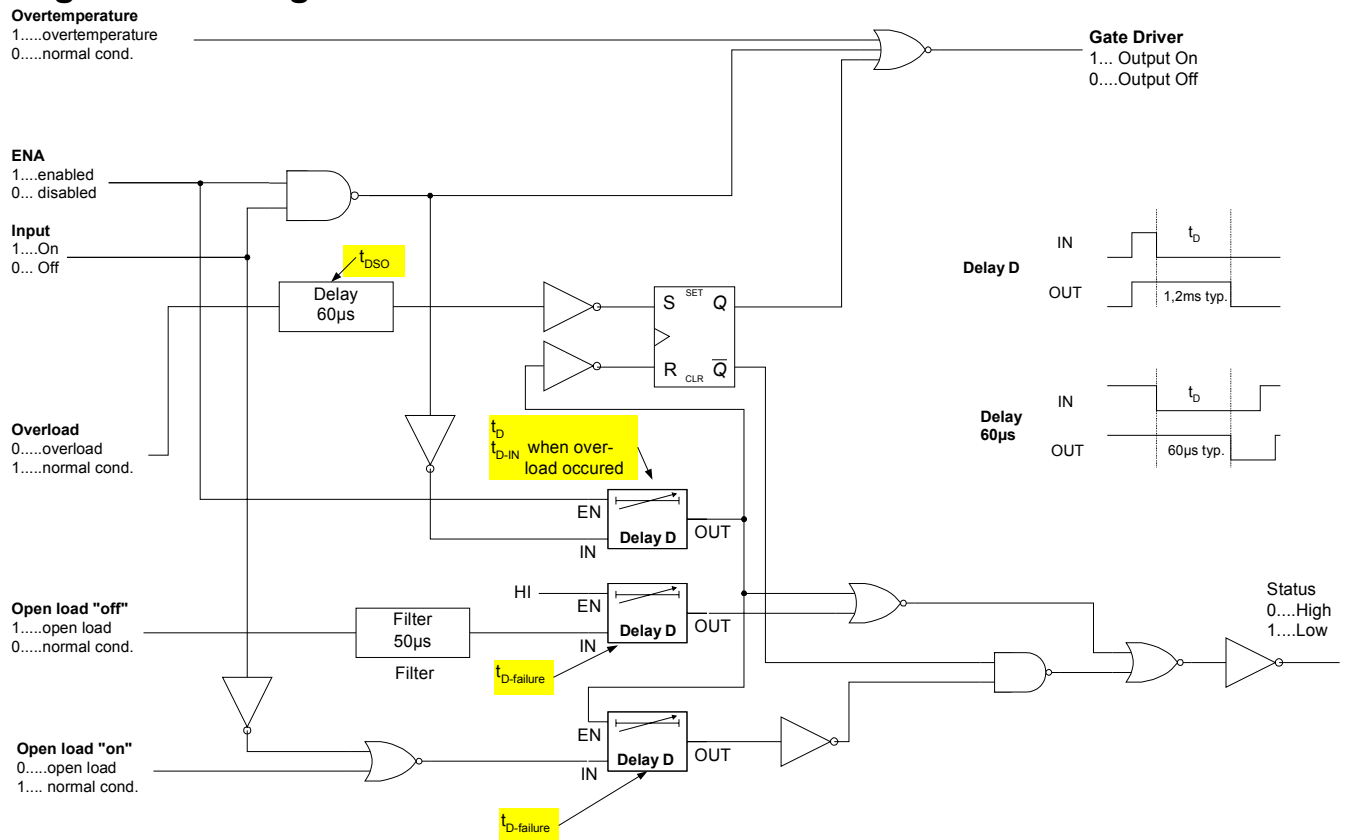 Overtemperature
1.....overtemperature
0.....normal cond.
Gate Driver
1... Output On
0....Output Off
ENA
1....enabled
0... disabled
Input
1....On
0... Off
tDSO
Delay
60µs
S SET Q
R CLR Q̅
Delay D
IN
tD
OUT
1,2ms typ.
Delay
60µs
IN
tD
OUT
60µs typ.
Overload
0.....overload
1.....normal cond.
tD
tD-IN when over-
load occured
EN
Delay D
OUT
IN
Open load "off"
1.....open load
0.....normal cond.
Filter
50µs
Filter
HI
EN
Delay D
OUT
IN
tD-failure
Status
0....High
1....Low
Open load "on"
0.....open load
1.... normal cond.
EN
Delay D
OUT
IN
tD-failure